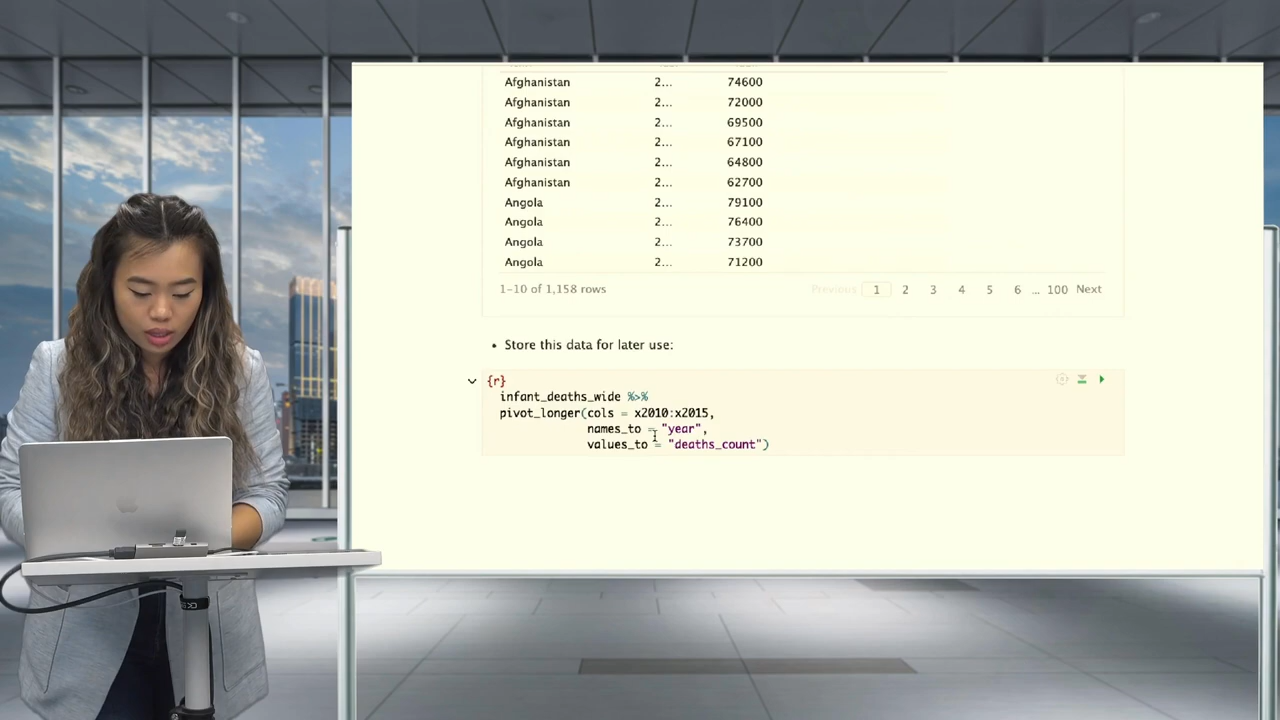 Afghanistan 2... 74600
Afghanistan 2... 72000
Afghanistan 2... 69500
Afghanistan 2... 67100
Afghanistan 2... 64800
Afghanistan 2... 62700
Angola 2... 79100
Angola 2... 76400
Angola 2... 73700
Angola 2... 71200
1–10 of 1,158 rows Previous 1 2 3 4 5 6 ... 100 Next
• Store this data for later use:
{r}
infant_deaths_wide %>%
pivot_longer(cols = x2010:x2015,
names_to = "year",
values_to = "deaths_count")